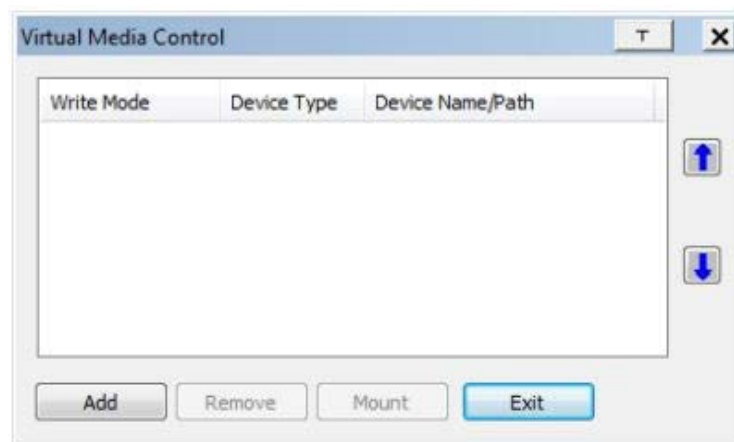 Virtual Media Control T
Write Mode Device Type Device Name/Path
Add Remove Mount Exit